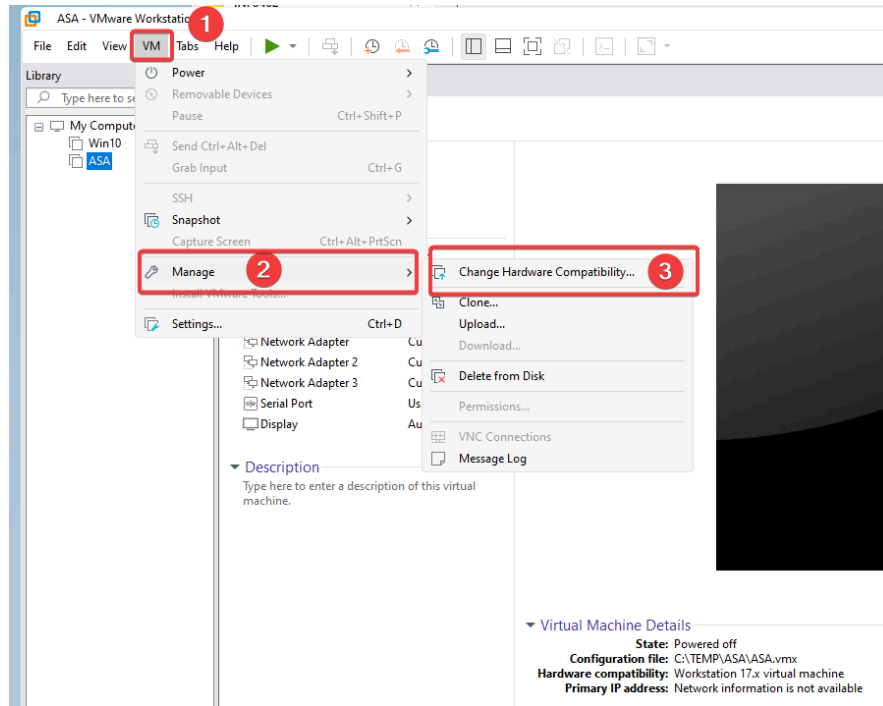 ASA - VMware Workstatio
1
File Edit View VM Tabs Help
Library
Type here to se
My Compute
Win10
ASA
Power
Removable Devices
Pause Ctrl+Shift+P
Send Ctrl+Alt+Del
Grab Input Ctrl+G
SSH
Snapshot
Capture Screen Ctrl+Alt+PrtScn
Manage 2
Install VMware Tools...
Settings... Ctrl+D
Change Hardware Compatibility... 3
Clone...
Upload...
Download...
Delete from Disk
Permissions...
VNC Connections
Message Log
Network Adapter Cu
Network Adapter 2 Cu
Network Adapter 3 Cu
Serial Port Us
Display Au
Description
Type here to enter a description of this virtual
machine.
Virtual Machine Details
State: Powered off
Configuration file: C:\TEMP\ASA\ASA.vmx
Hardware compatibility: Workstation 17.x virtual machine
Primary IP address: Network information is not available